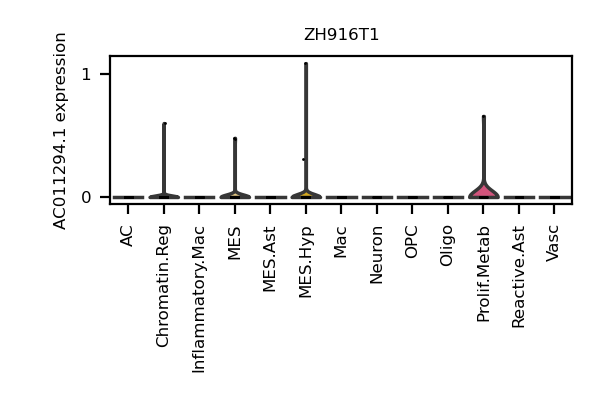 ZH916T1
AC011294.1 expression
1
0
AC
Chromatin.Reg
Inflammatory.Mac
MES
MES.Ast
MES.Hyp
Mac
Neuron
OPC
Oligo
Prolif.Metab
Reactive.Ast
Vasc